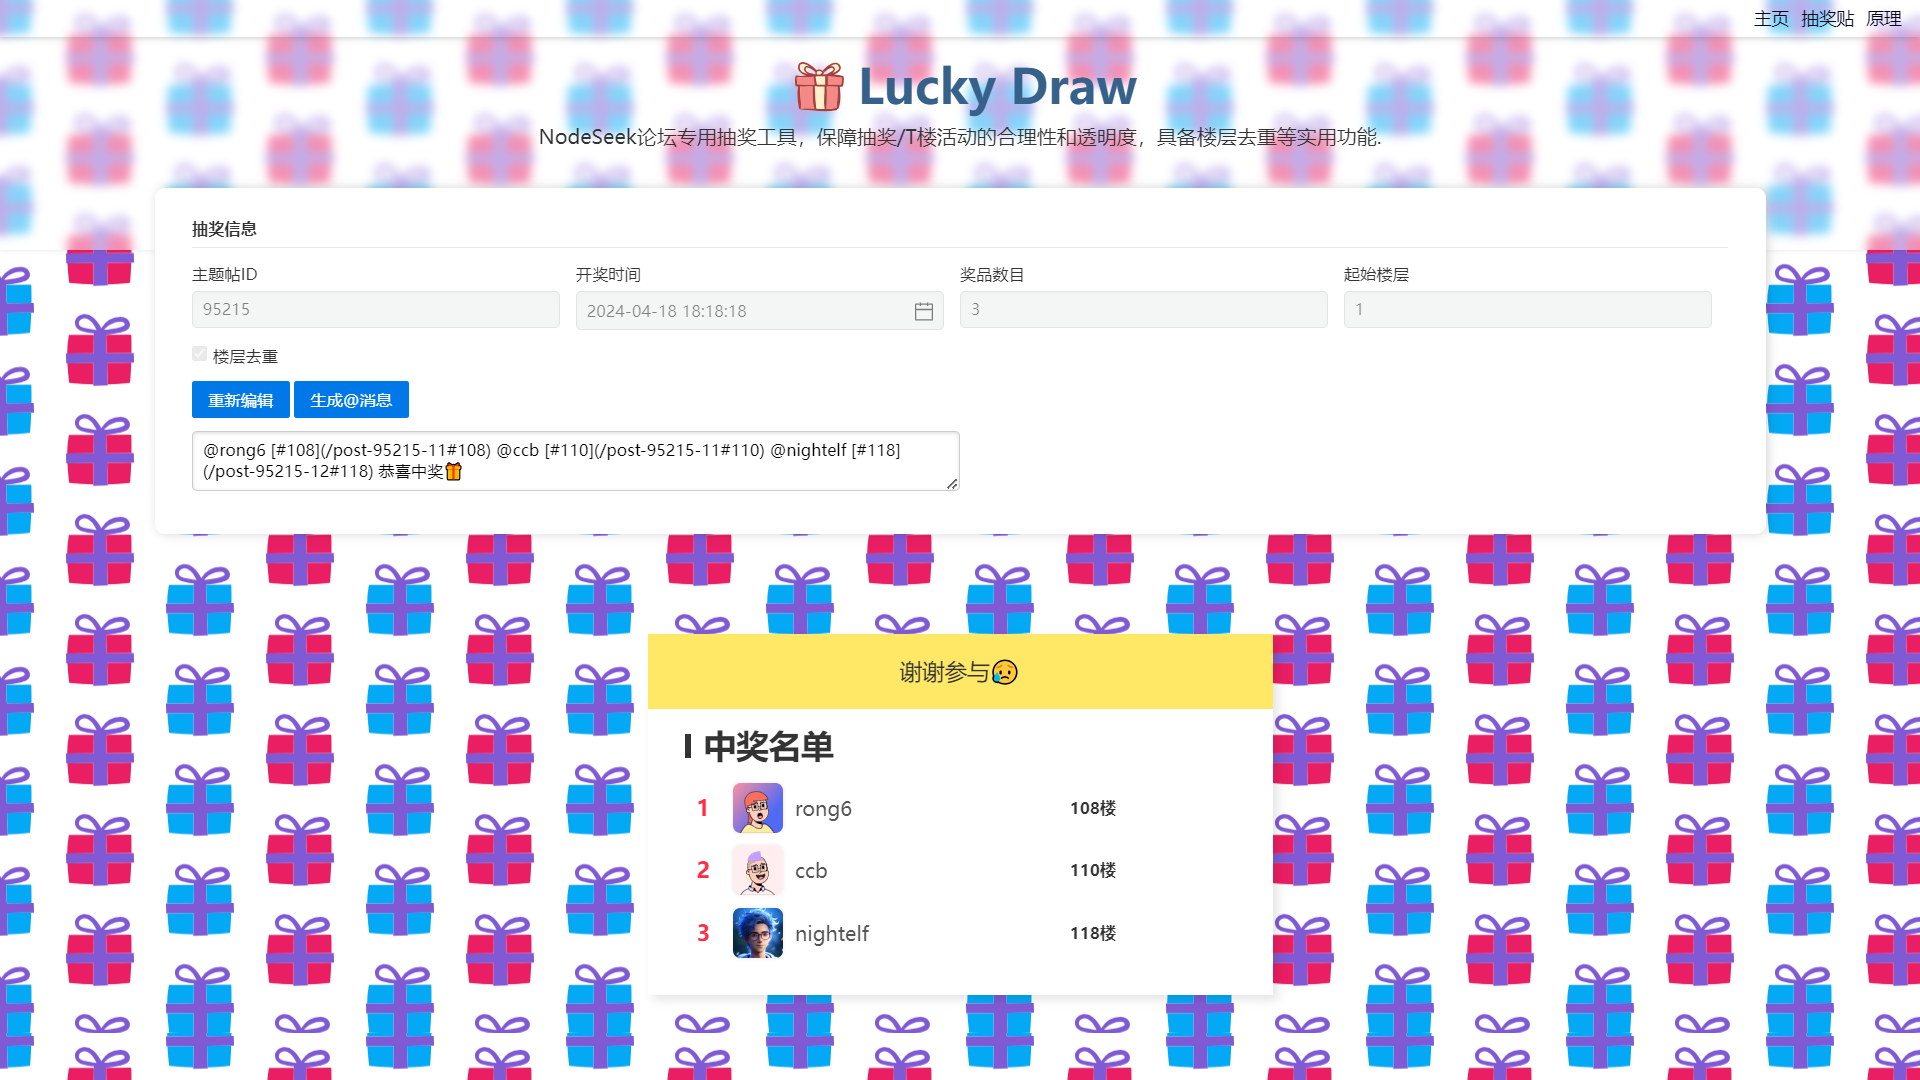 主页 抽奖贴 原理
Lucky Draw
NodeSeek论坛专用抽奖工具，保障抽奖/T楼活动的合理性和透明度，具备楼层去重等实用功能.
抽奖信息
主题帖ID
95215
开奖时间
2024-04-18 18:18:18
奖品数目
3
起始楼层
1
楼层去重
重新编辑 生成@消息
@rong6 [#108](/post-95215-11#108) @ccb [#110](/post-95215-11#110) @nightelf [#118]
(/post-95215-12#118) 恭喜中奖🎁
谢谢参与😥
中奖名单
1 rong6 108楼
2 ccb 110楼
3 nightelf 118楼